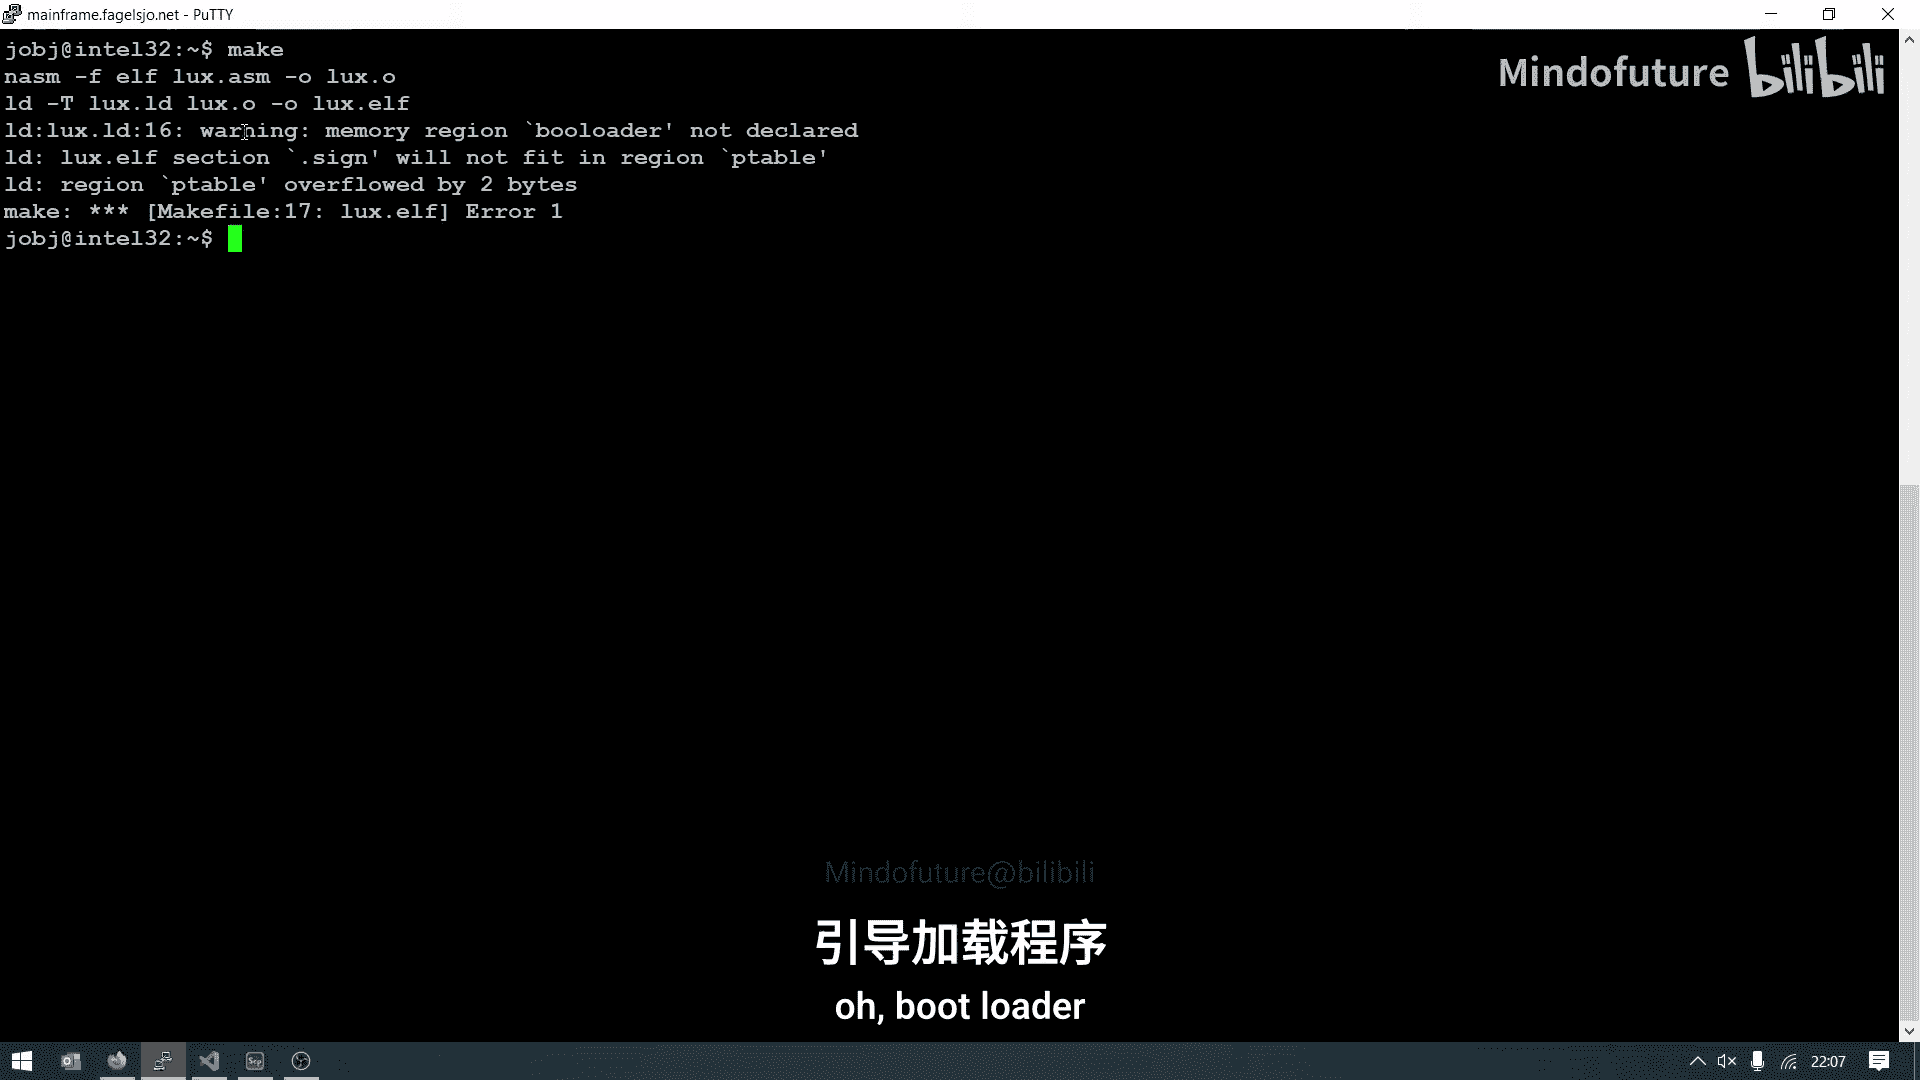 mainframe.fagelsjo.net - PuTTY
jobj@intel32:~$ make
nasm -f elf lux.asm -o lux.o
ld -T lux.ld lux.o -o lux.elf
ld:lux.ld:16: warning: memory region `booloader' not declared
ld: lux.elf section `.sign' will not fit in region `ptable'
ld: region `ptable' overflowed by 2 bytes
make: *** [Makefile:17: lux.elf] Error 1
jobj@intel32:~$
Mindofuture bilibili
Mindofuture@bilibili
引导加载程序
oh, boot loader
22:07